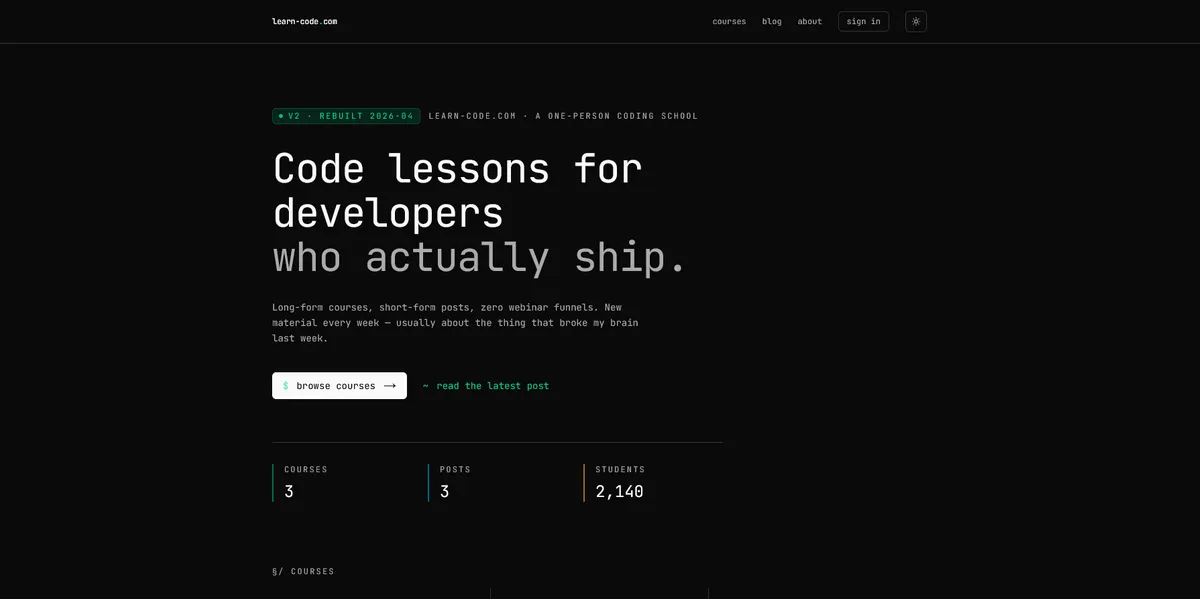 learn-code.com
courses blog about sign in
V2 · REBUILT 2026-04 LEARN-CODE.COM · A ONE-PERSON CODING SCHOOL
Code lessons for
developers
who actually ship.
Long-form courses, short-form posts, zero webinar funnels. New
material every week — usually about the thing that broke my brain
last week.
$ browse courses → ~ read the latest post
COURSES POSTS STUDENTS
3 3 2,140
§/ COURSES